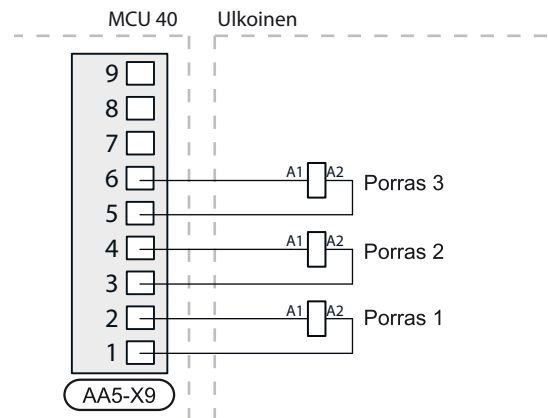 MCU 40 Ulkoinen
9
8
7
6 A1 A2 Porras 3
5
4 A1 A2 Porras 2
3
2 A1 A2 Porras 1
1
AA5-X9